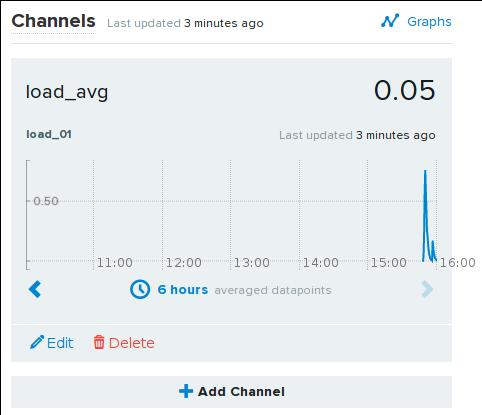 Channels Last updated 3 minutes ago Graphs
load_avg 0.05
load_01 Last updated 3 minutes ago
0.50
11:00 12:00 13:00 14:00 15:00 16:00
6 hours averaged datapoints
Edit Delete
Add Channel